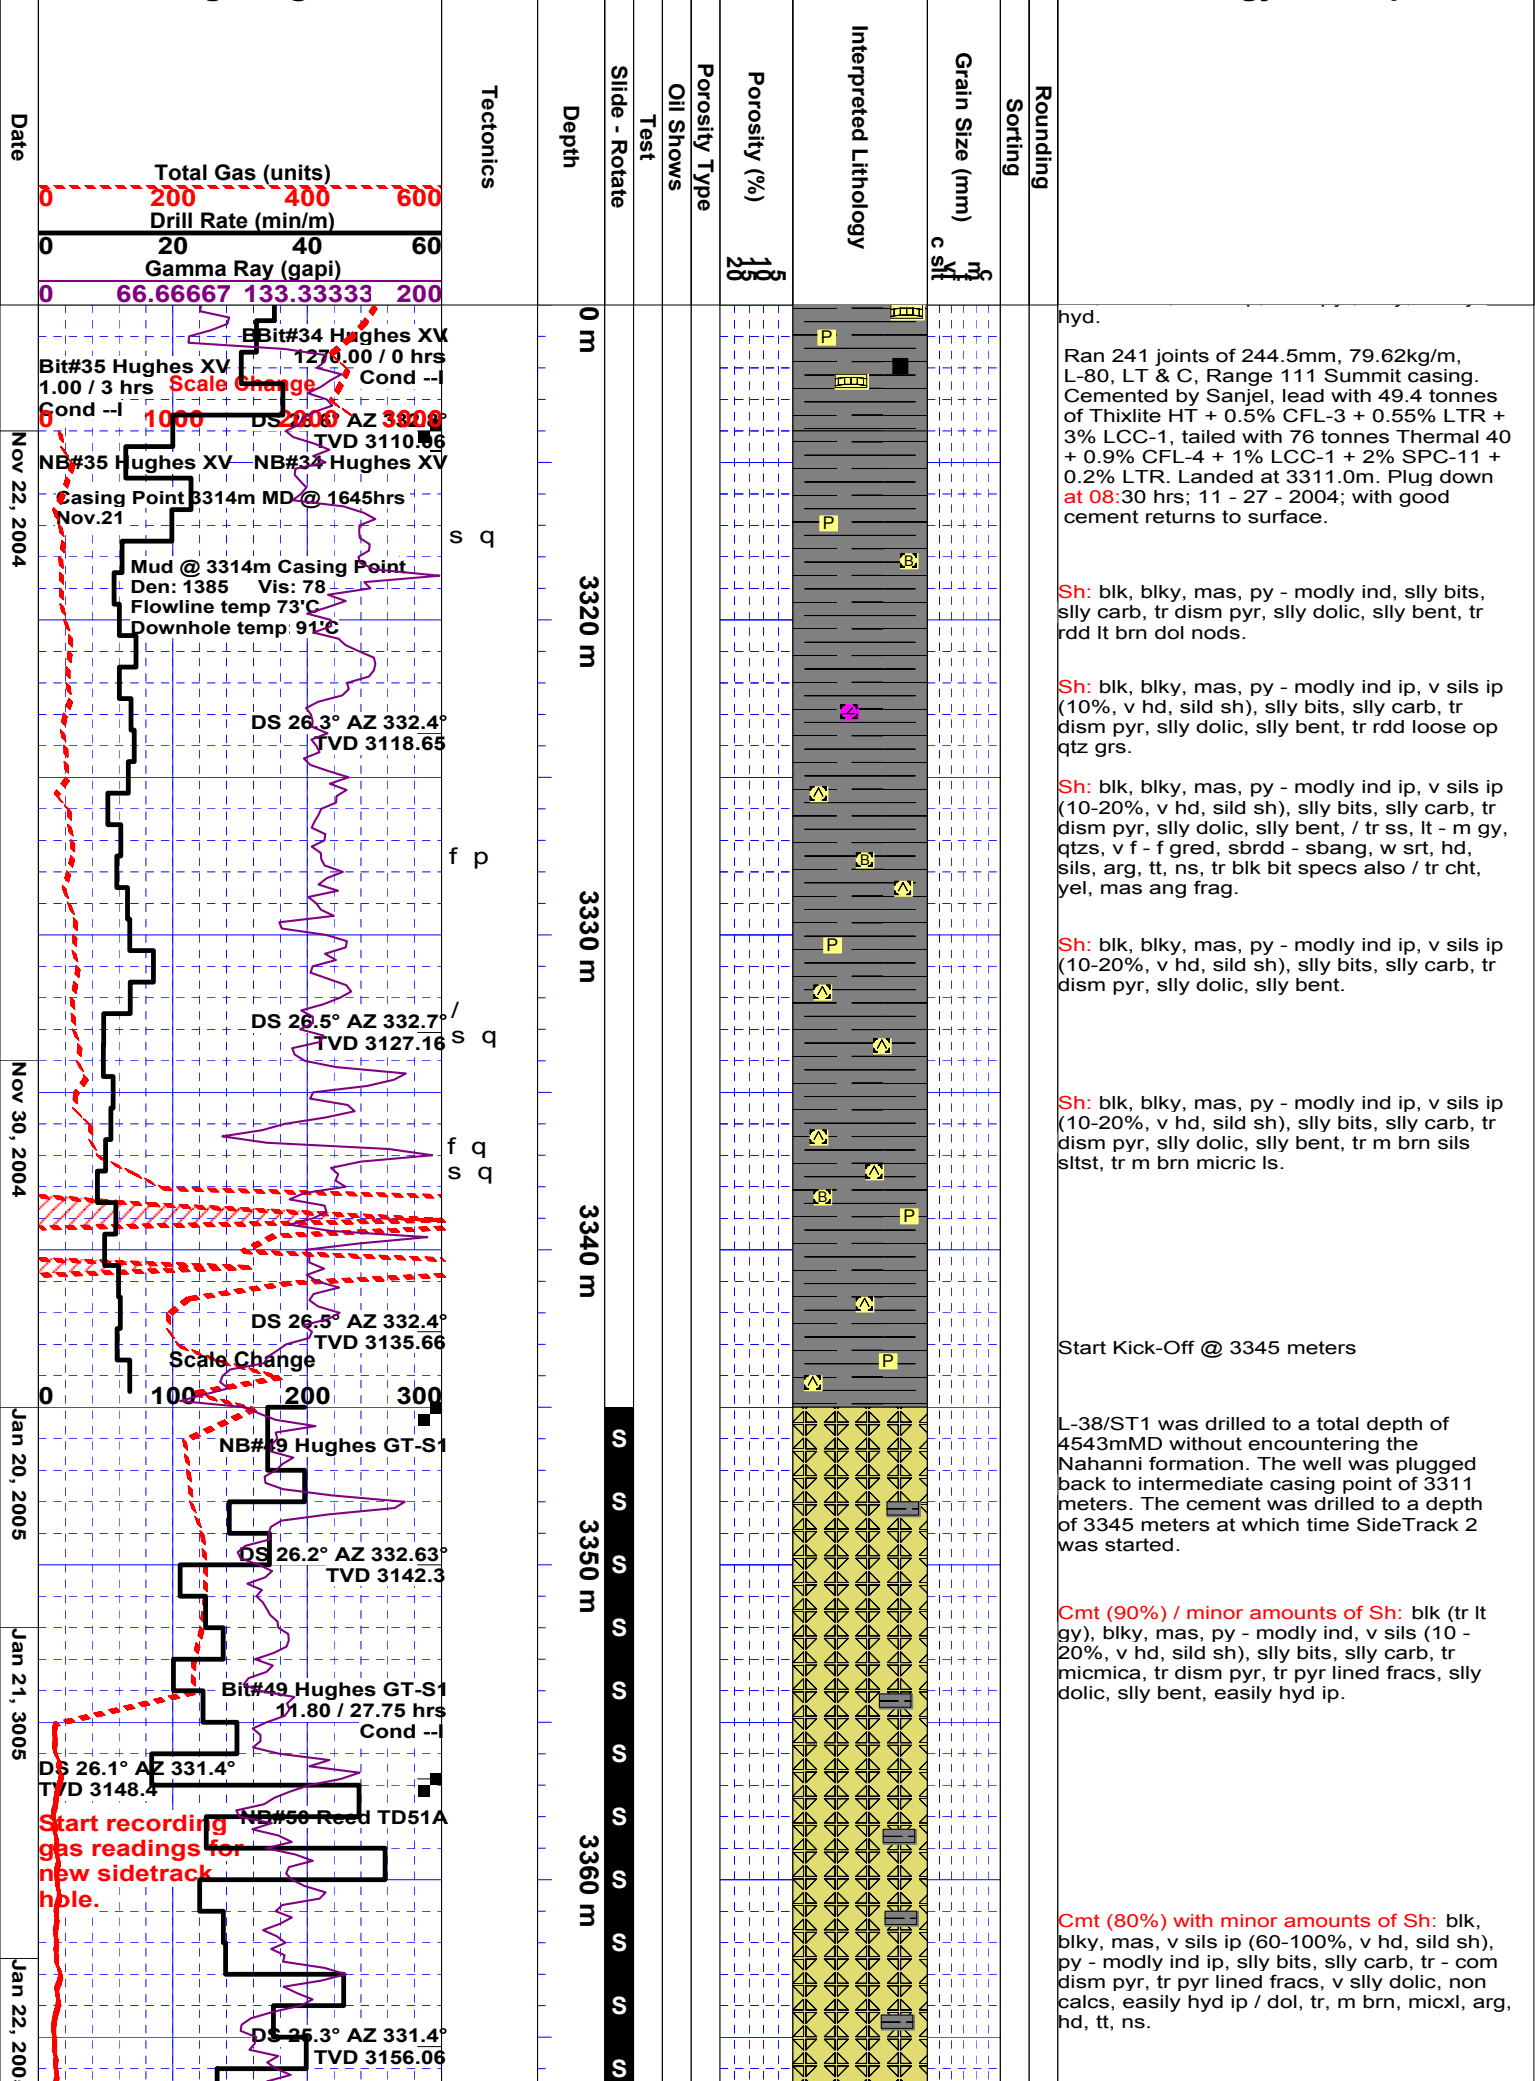 Date
Total Gas (units)
0 200 400 600
Drill Rate (min/m)
0 20 40 60
Gamma Ray (gapi)
0 66.66667 133.33333 200
Tectonics
Depth
Slide - Rotate
Test
Oil Shows
Porosity Type
Porosity (%)
20 15 10 5
Interpreted Lithology
Grain Size (mm)
Sorting
Rounding
Nov 22, 2004
Nov 30, 2004
Jan 20, 2005
Jan 21, 3005
Jan 22, 200
BBit#34 Hughes XV
1270.00 / 0 hrs
Cond --I
Bit#35 Hughes XV
1.00 / 3 hrs
Cond --I
Scale Change
0 1000 2000 3000
TVD 3110.06
NB#35 Hughes XV
NB#34 Hughes XV
Casing Point 3314m MD @ 1645hrs
Nov.21
Mud @ 3314m Casing Point
Den: 1385 Vis: 78
Flowline temp 73'C
Downhole temp: 91'C
DS 26.3° AZ 332.4°
TVD 3118.65
DS 26.5° AZ 332.7°
TVD 3127.16
DS 26.5° AZ 332.4°
TVD 3135.66
Scale Change
0 100 200 300
NB#49 Hughes GT-S1
DS 26.2° AZ 332.63°
TVD 3142.3
Bit#49 Hughes GT-S1
11.80 / 27.75 hrs
Cond --I
DS 26.1° AZ 331.4°
TVD 3148.4
NB#50 Reed TD51A
Start recording
gas readings for
new sidetrack
hole.
DS 25.3° AZ 331.4°
TVD 3156.06
s q
f p
/
s q
f q
s q
0 m
3320 m
3330 m
3340 m
3350 m
3360 m
S
S
S
S
S
S
S
S
S
S
S
P
P
B
B
P
B
P
P
hyd.
Ran 241 joints of 244.5mm, 79.62kg/m,
L-80, LT & C, Range 111 Summit casing.
Cemented by Sanjel, lead with 49.4 tonnes
of Thixlite HT + 0.5% CFL-3 + 0.55% LTR +
3% LCC-1, tailed with 76 tonnes Thermal 40
+ 0.9% CFL-4 + 1% LCC-1 + 2% SPC-11 +
0.2% LTR. Landed at 3311.0m. Plug down
at 08:30 hrs; 11 - 27 - 2004; with good
cement returns to surface.
Sh: blk, blky, mas, py - modly ind, slly bits,
slly carb, tr dism pyr, slly dolic, slly bent, tr
rdd lt brn dol nods.
Sh: blk, blky, mas, py - modly ind ip, v sils ip
(10%, v hd, sild sh), slly bits, slly carb, tr
dism pyr, slly dolic, slly bent, tr rdd loose op
qtz grs.
Sh: blk, blky, mas, py - modly ind ip, v sils ip
(10-20%, v hd, sild sh), slly bits, slly carb, tr
dism pyr, slly dolic, slly bent, / tr ss, lt - m gy,
qtzs, v f - f gred, sbrdd - sbang, w srt, hd,
sils, arg, tt, ns, tr blk bit specs also / tr cht,
yel, mas ang frag.
Sh: blk, blky, mas, py - modly ind ip, v sils ip
(10-20%, v hd, sild sh), slly bits, slly carb, tr
dism pyr, slly dolic, slly bent.
Sh: blk, blky, mas, py - modly ind ip, v sils ip
(10-20%, v hd, sild sh), slly bits, slly carb, tr
dism pyr, slly dolic, slly bent, tr m brn sils
sltst, tr m brn micric ls.
Start Kick-Off @ 3345 meters
L-38/ST1 was drilled to a total depth of
4543mMD without encountering the
Nahanni formation. The well was plugged
back to intermediate casing point of 3311
meters. The cement was drilled to a depth
of 3345 meters at which time SideTrack 2
was started.
Cmt (90%) / minor amounts of Sh: blk (tr lt
gy), blky, mas, py - modly ind, v sils (10 -
20%, v hd, sild sh), slly bits, slly carb, tr
micmica, tr dism pyr, tr pyr lined fracs, slly
dolic, slly bent, easily hyd ip.
Cmt (80%) with minor amounts of Sh: blk,
blky, mas, v sils ip (60-100%, v hd, sild sh),
py - modly ind ip, slly bits, slly carb, tr - com
dism pyr, tr pyr lined fracs, v slly dolic, non
calcs, easily hyd ip / dol, tr, m brn, micxl, arg,
hd, tt, ns.